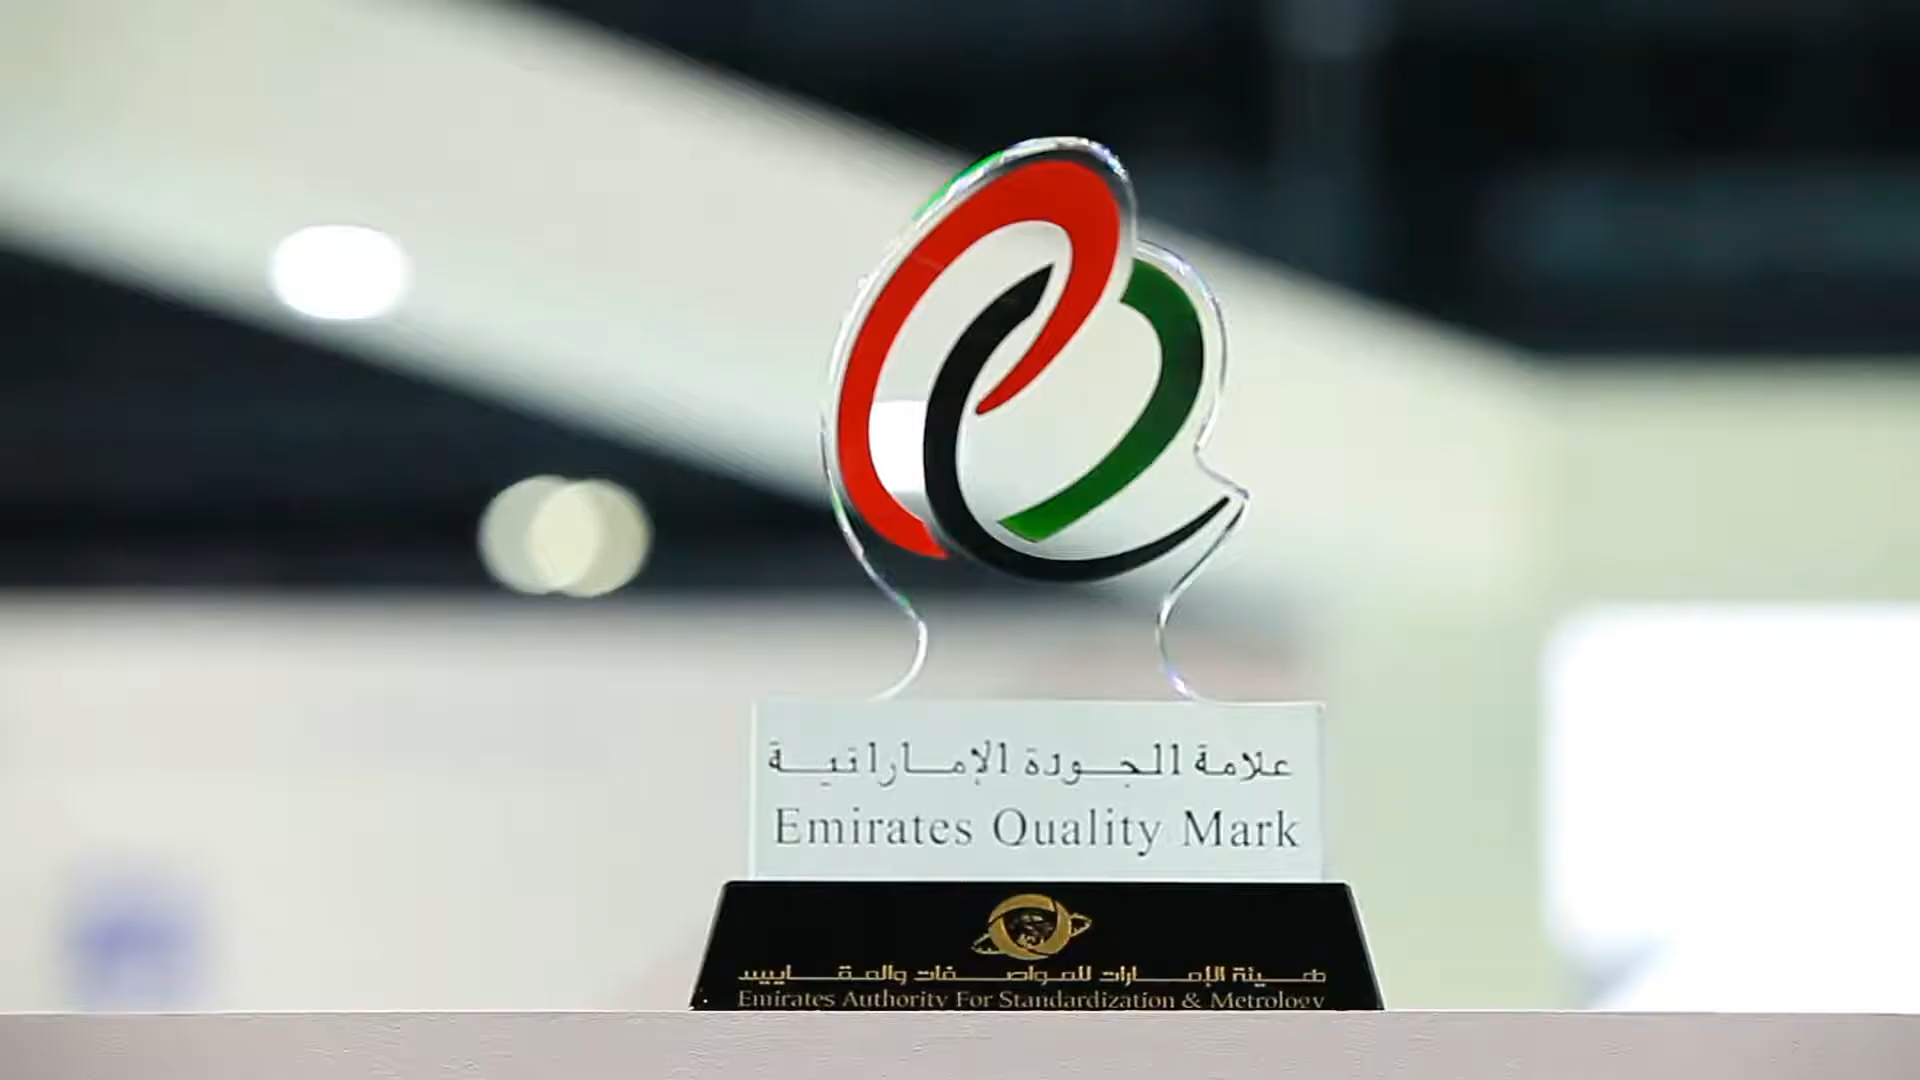 علامة الجودة الإماراتية
Emirates Quality Mark
هيئة الإمارات للمواصفات والمقاييس
Emirates Authority For Standardization & Metrology